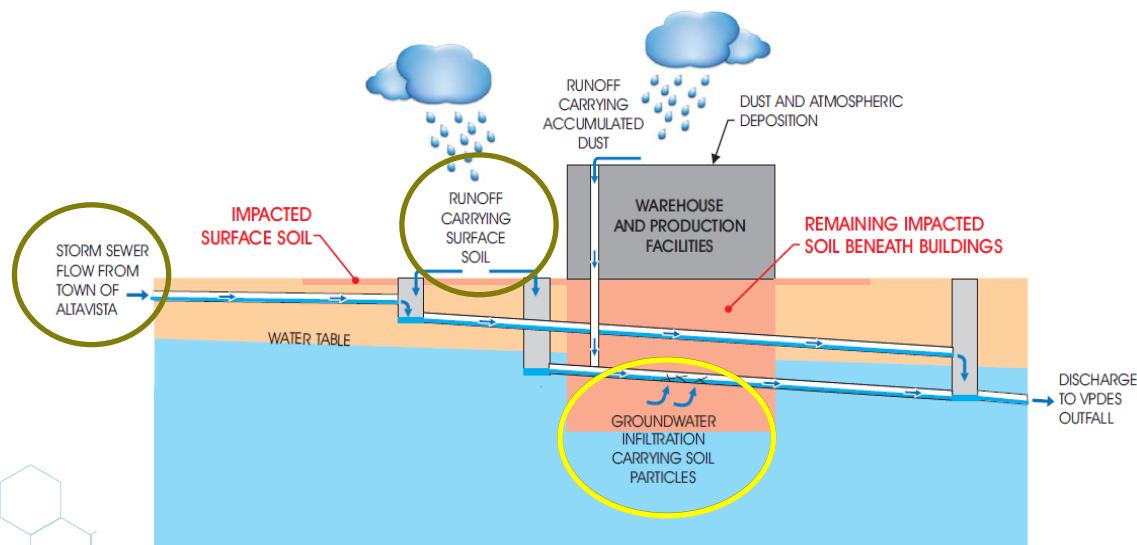 RUNOFF
CARRYING
ACCUMULATED
DUST
DUST AND ATMOSPHERIC
DEPOSITION
RUNOFF
CARRYING
SURFACE
SOIL
WAREHOUSE
AND PRODUCTION
FACILITIES
IMPACTED
SURFACE SOIL
REMAINING IMPACTED
SOIL BENEATH BUILDINGS
STORM SEWER
FLOW FROM
TOWN OF
ALTAVISTA
WATER TABLE
DISCHARGE
TO VPDES
OUTFALL
GROUNDWATER
INFILTRATION
CARRYING SOIL
PARTICLES